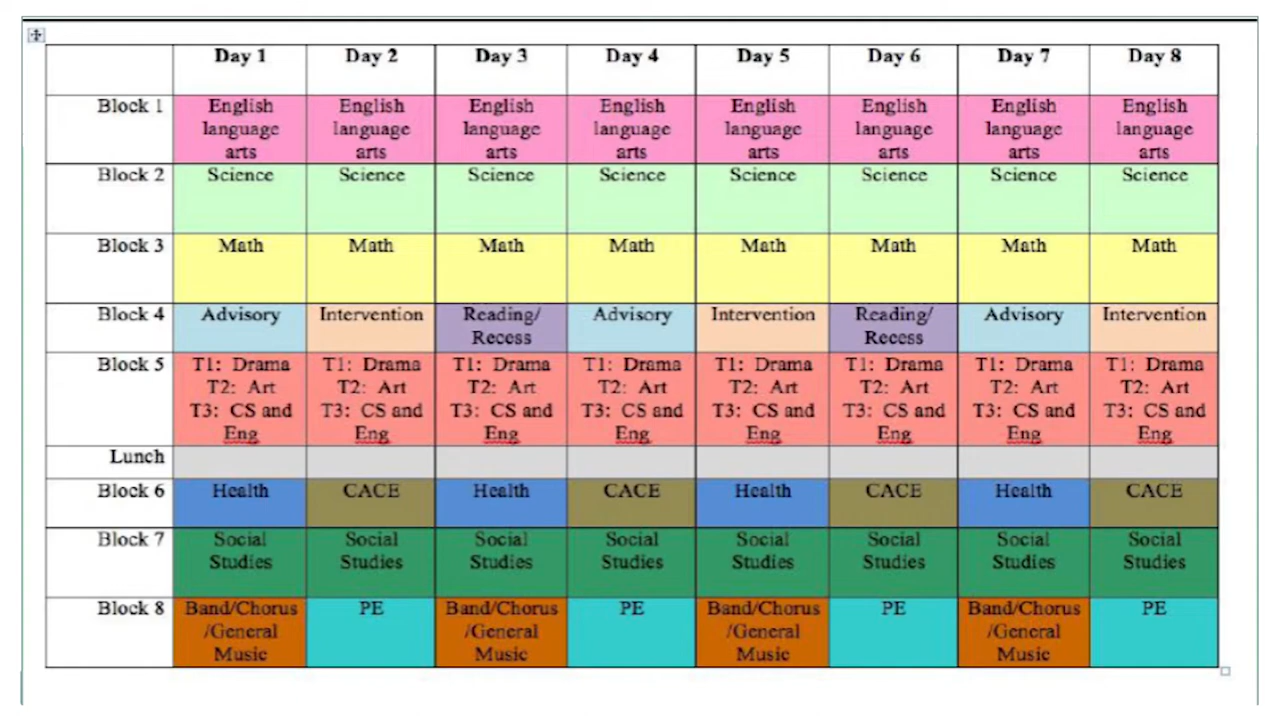 Day 1 Day 2 Day 3 Day 4 Day 5 Day 6 Day 7 Day 8
Block 1 English English English English English English English English
language language language language language language language language
arts arts arts arts arts arts arts arts
Block 2 Science Science Science Science Science Science Science Science
Block 3 Math Math Math Math Math Math Math Math
Block 4 Advisory Intervention Reading/ Advisory Intervention Reading/ Advisory Intervention
Recess Recess
Block 5 T1: Drama T1: Drama T1: Drama T1: Drama T1: Drama T1: Drama T1: Drama T1: Drama
T2: Art T2: Art T2: Art T2: Art T2: Art T2: Art T2: Art T2: Art
T3: CS and T3: CS and T3: CS and T3: CS and T3: CS and T3: CS and T3: CS and T3: CS and
Eng Eng Eng Eng Eng Eng Eng Eng
Lunch
Block 6 Health CACE Health CACE Health CACE Health CACE
Block 7 Social Social Social Social Social Social Social Social
Studies Studies Studies Studies Studies Studies Studies Studies
Block 8 Band/Chorus PE Band/Chorus PE Band/Chorus PE Band/Chorus PE
/General /General /General /General
Music Music Music Music